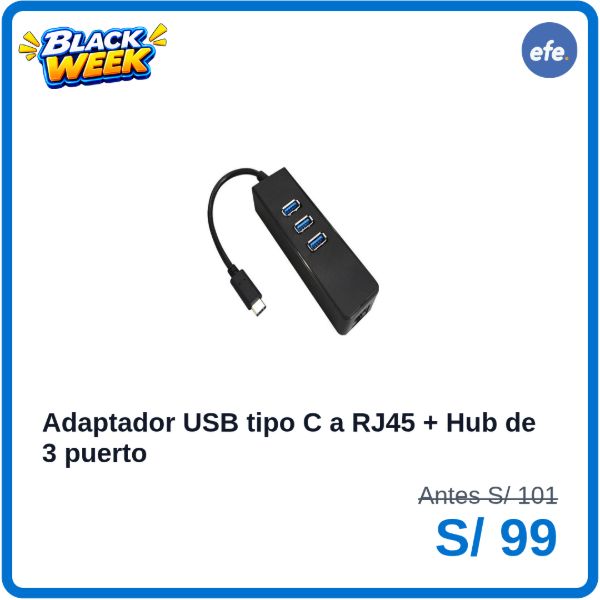 BLACK
WEEK
efe.
Adaptador USB tipo C a RJ45 + Hub de
3 puerto
Antes S/ 101
S/ 99